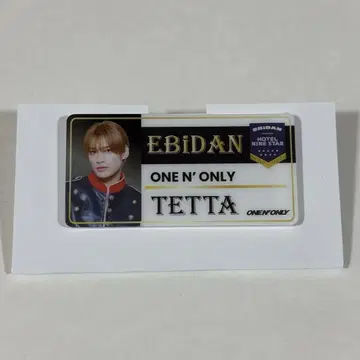 EBiDAN
EBiDAN
HOTEL
NINE STAR
ONE N' ONLY
TETTA
ONE N' ONLY